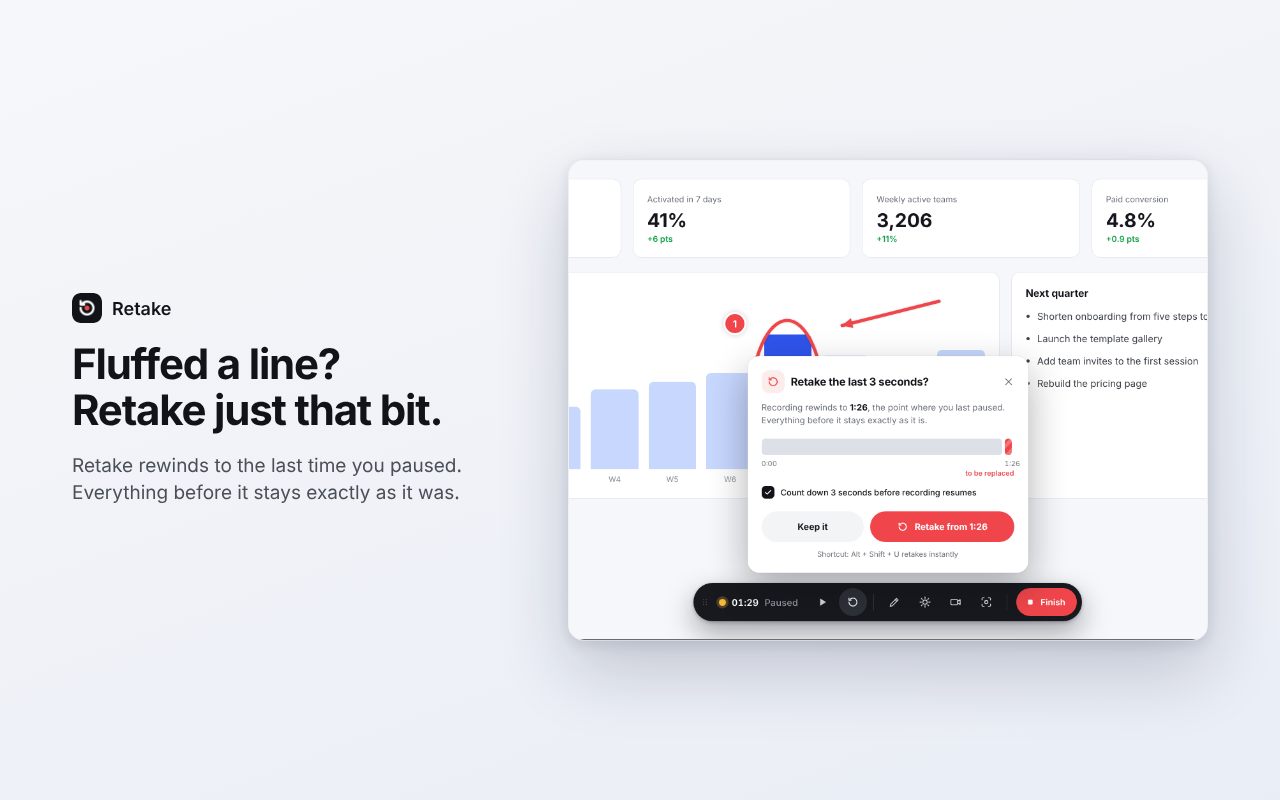 Retake
Fluffed a line?
Retake just that bit.
Retake rewinds to the last time you paused.
Everything before it stays exactly as it was.
Activated in 7 days
41%
+6 pts
Weekly active teams
3,206
+11%
Paid conversion
4.8%
+0.9 pts
1
W4
W5
W6
Next quarter
• Shorten onboarding from five steps to
• Launch the template gallery
• Add team invites to the first session
• Rebuild the pricing page
Retake the last 3 seconds?
Recording rewinds to 1:26, the point where you last paused.
Everything before it stays exactly as it is.
0:00
1:26
to be replaced
Count down 3 seconds before recording resumes
Keep it
Retake from 1:26
Shortcut: Alt + Shift + U retakes instantly
01:29 Paused
Finish